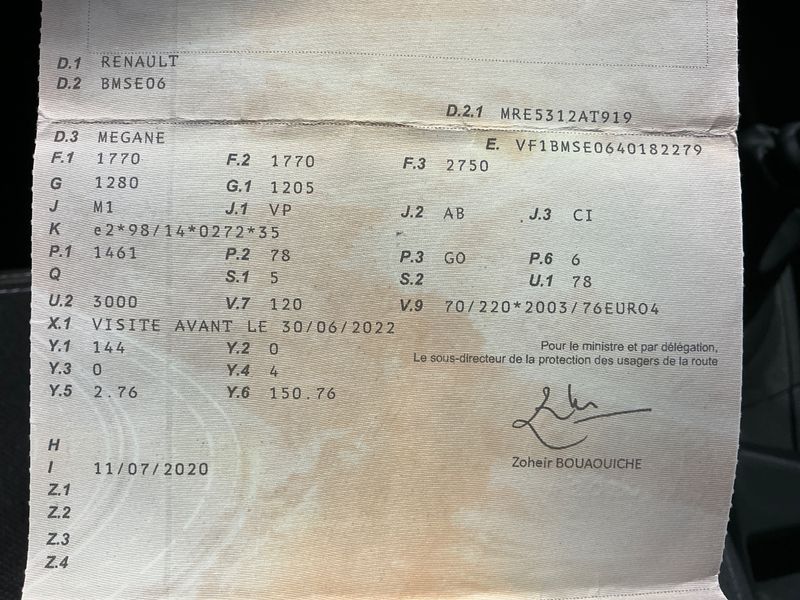 D.1 RENAULT
D.2 BMSE06
D.2.1 MRE5312AT919
D.3 MEGANE
E. VF1BMSE0640182279
F.1 1770 F.2 1770 F.3 2750
G 1280 G.1 1205
J M1 J.1 VP J.2 AB J.3 CI
K e2*98/14*0272*35
P.1 1461 P.2 78 P.3 GO P.6 6
Q S.1 5 S.2 U.1 78
U.2 3000 V.7 120 V.9 70/220*2003/76EURO4
X.1 VISITE AVANT LE 30/06/2022
Y.1 144 Y.2 0
Y.3 0 Y.4 4
Y.5 2.76 Y.6 150.76
Pour le ministre et par délégation,
Le sous-directeur de la protection des usagers de la route
Zoheir BOUAOUICHE
H
I 11/07/2020
Z.1
Z.2
Z.3
Z.4